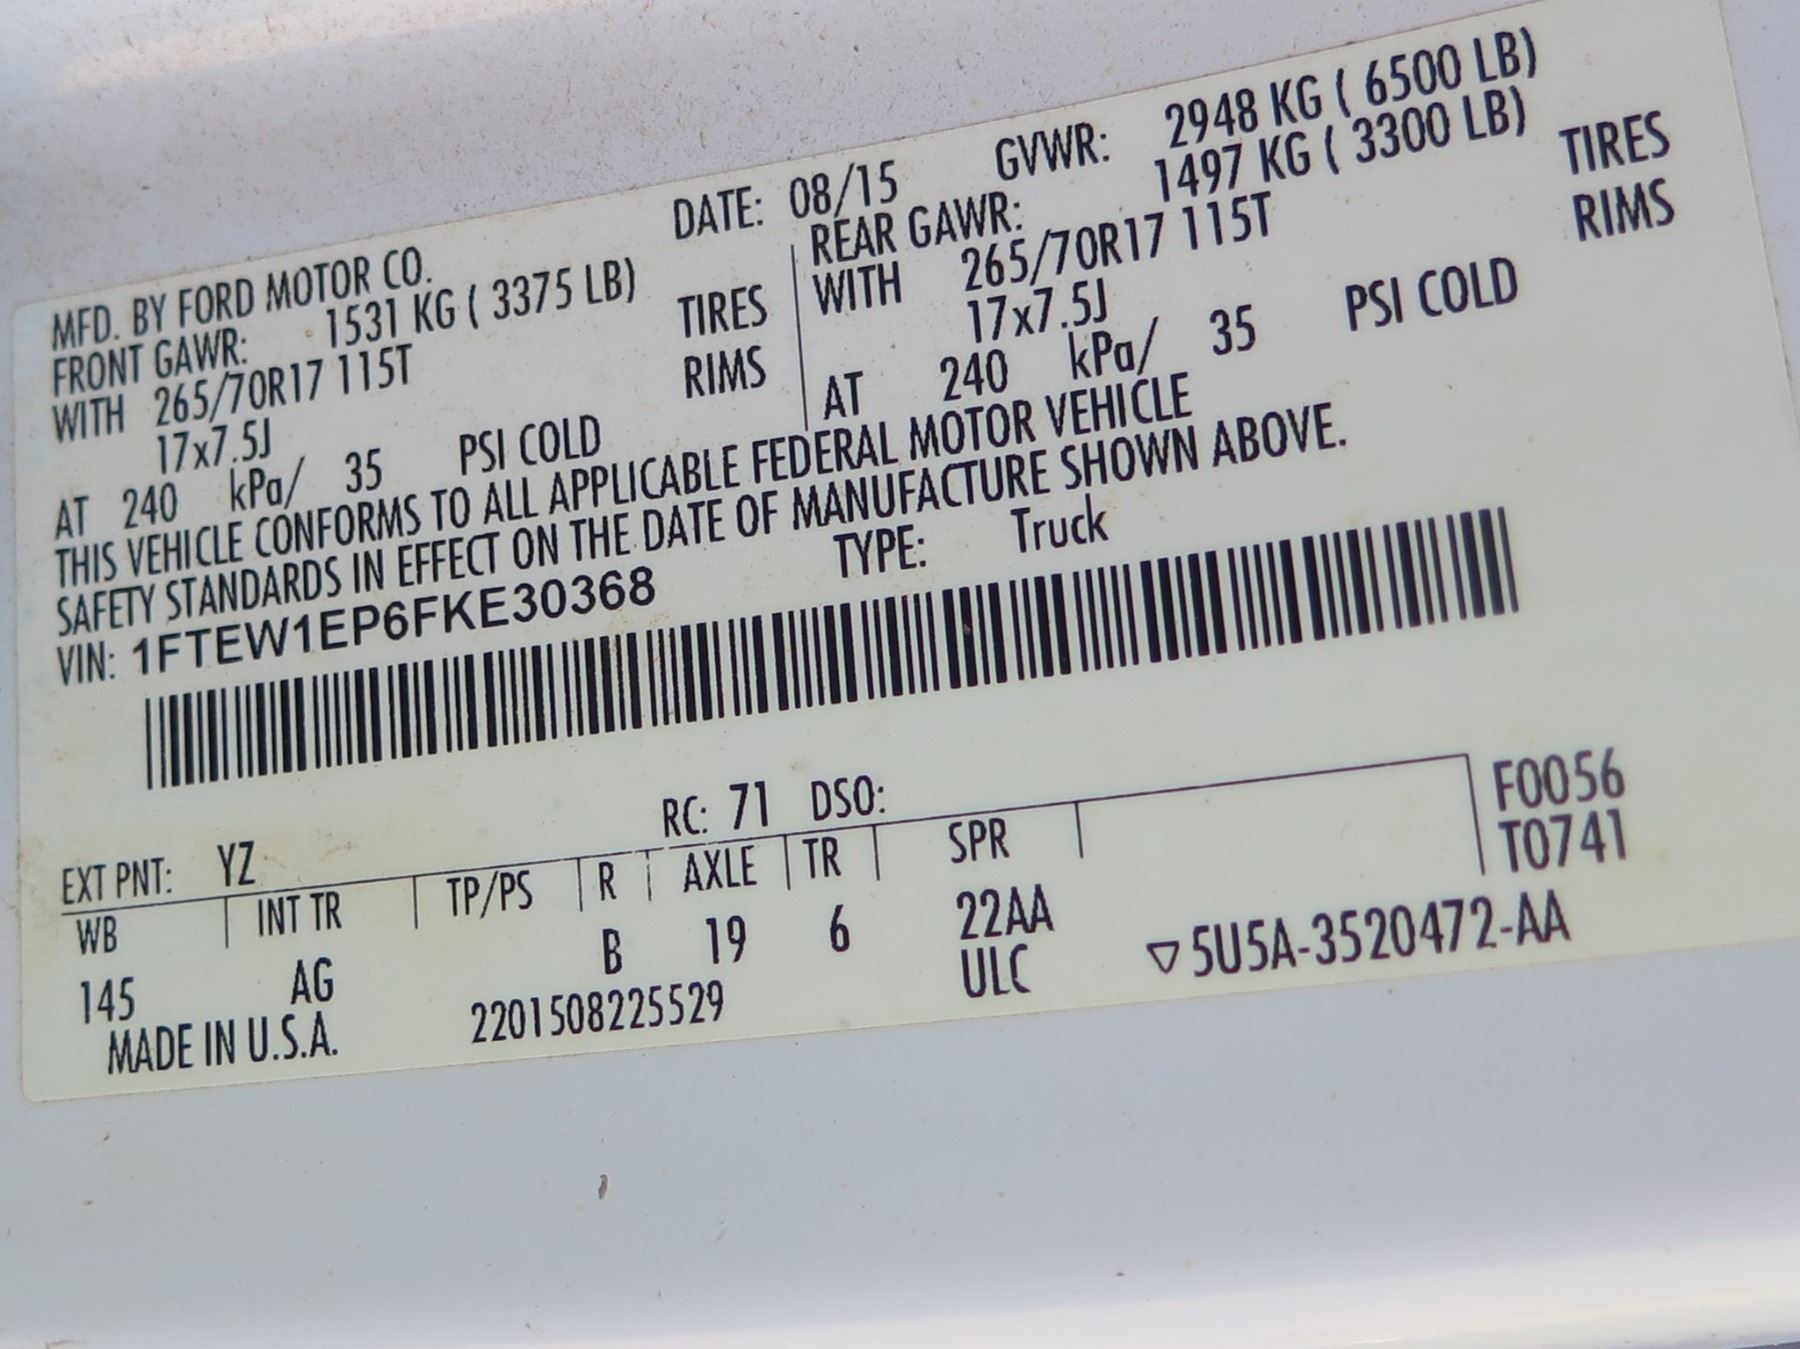 MFD. BY FORD MOTOR CO.
DATE: 08/15
GVWR: 2948 KG ( 6500 LB)
FRONT GAWR: 1531 KG ( 3375 LB)
WITH 265/70R17 115T TIRES
17x7.5J RIMS
AT 240 kPa/ 35 PSI COLD
REAR GAWR: 1497 KG ( 3300 LB)
WITH 265/70R17 115T TIRES
17x7.5J RIMS
AT 240 kPa/ 35 PSI COLD
THIS VEHICLE CONFORMS TO ALL APPLICABLE FEDERAL MOTOR VEHICLE
SAFETY STANDARDS IN EFFECT ON THE DATE OF MANUFACTURE SHOWN ABOVE.
VIN: 1FTEW1EP6FKE30368 TYPE: Truck
EXT PNT: YZ RC: 71 DSO: F0056
WB INT TR TP/PS R AXLE TR SPR T0741
145 AG B 19 6 22AA
ULC ▽5U5A-3520472-AA
MADE IN U.S.A. 2201508225529